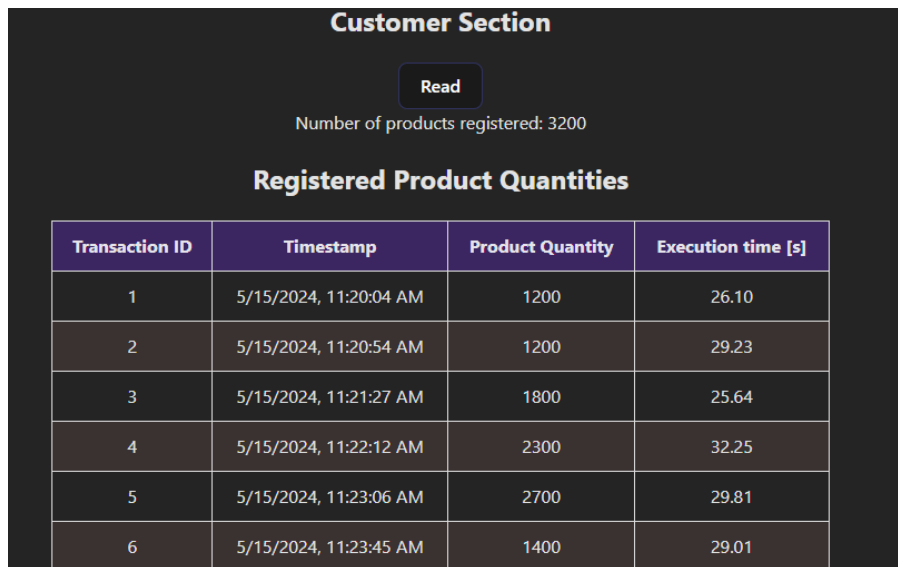 Customer Section
Read
Number of products registered: 3200
Registered Product Quantities
Transaction ID Timestamp Product Quantity Execution time [s]
1 5/15/2024, 11:20:04 AM 1200 26.10
2 5/15/2024, 11:20:54 AM 1200 29.23
3 5/15/2024, 11:21:27 AM 1800 25.64
4 5/15/2024, 11:22:12 AM 2300 32.25
5 5/15/2024, 11:23:06 AM 2700 29.81
6 5/15/2024, 11:23:45 AM 1400 29.01